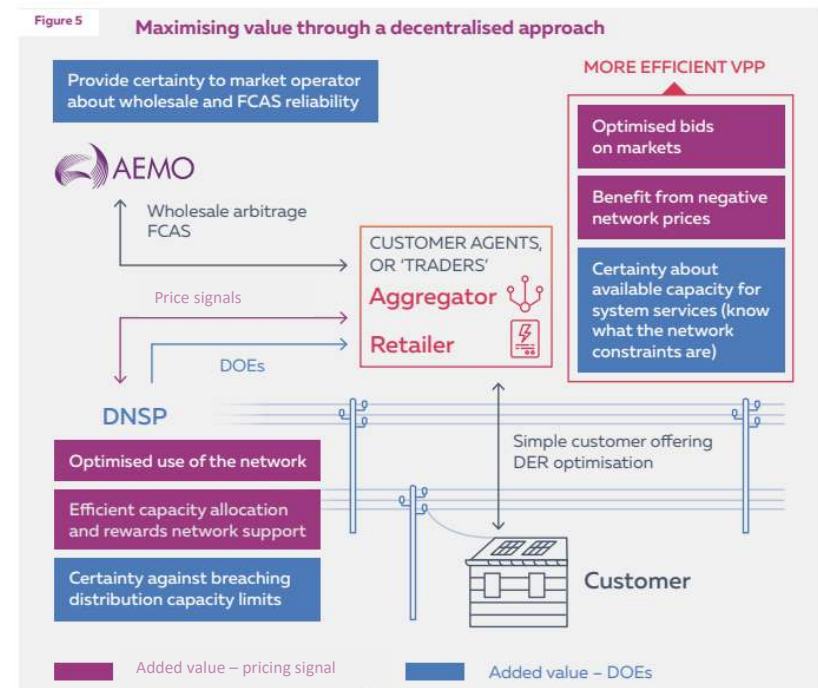 Figure 5
Maximising value through a decentralised approach
Provide certainty to market operator
about wholesale and FCAS reliability
MORE EFFICIENT VPP
Optimised bids
on markets
Benefit from negative
network prices
Certainty about
available capacity for
system services (know
what the network
constraints are)
AEMO
Wholesale arbitrage
FCAS
CUSTOMER AGENTS,
OR ‘TRADERS’
Aggregator
Retailer
Price signals
DOEs
DNSP
Optimised use of the network
Efficient capacity allocation
and rewards network support
Certainty against breaching
distribution capacity limits
Simple customer offering
DER optimisation
Customer
Added value – pricing signal
Added value – DOEs